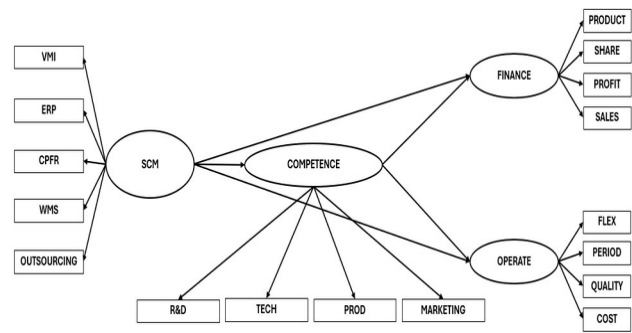 VMI
ERP
CPFR
WMS
OUTSOURCING
SCM
COMPETENCE
R&D
TECH
PROD
MARKETING
FINANCE
PRODUCT
SHARE
PROFIT
SALES
OPERATE
FLEX
PERIOD
QUALITY
COST